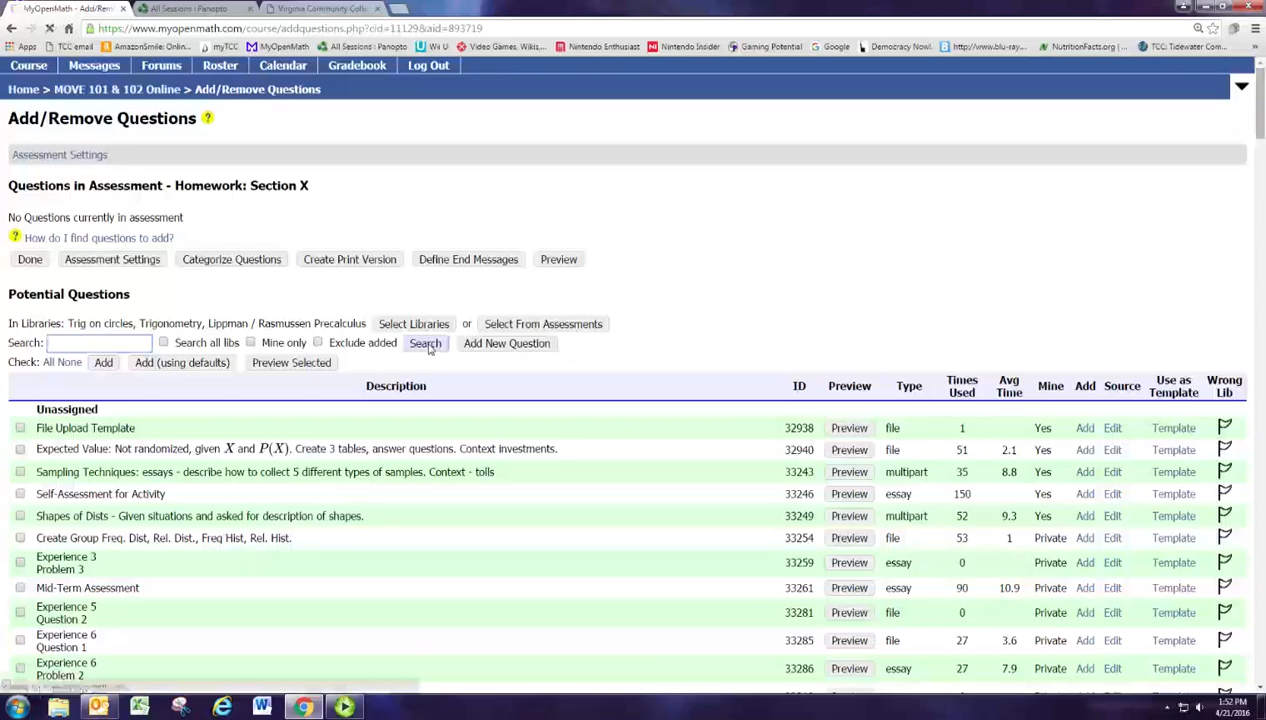 MyOpenMath - Add/Remov
All Sessions | Panopto
Virginia Community Coll
https://www.myopenmath.com/course/addquestions.php?cid=11129&aid=893719
Apps TCC email AmazonSmile: Onlin... myTCC MyOpenMath All Sessions | Panopto Wii U Video Games, Wikis,... Nintendo Enthusiast Nintendo Insider Gaming Potential Google Democracy Now! http://www.blu-ray... NutritionFacts.org |... TCC: Tidewater Com...
Course Messages Forums Roster Calendar Gradebook Log Out
Home > MOVE 101 & 102 Online > Add/Remove Questions
Add/Remove Questions ?
Assessment Settings
Questions in Assessment - Homework: Section X
No Questions currently in assessment
? How do I find questions to add?
Done Assessment Settings Categorize Questions Create Print Version Define End Messages Preview
Potential Questions
In Libraries: Trig on circles, Trigonometry, Lippman / Rasmussen Precalculus Select Libraries or Select From Assessments
Search: Search all libs Mine only Exclude added Search Add New Question
Check: All None Add Add (using defaults) Preview Selected
Description ID Preview Type Times Used Avg Time Mine Add Source Use as Template Wrong Lib
Unassigned
File Upload Template 32938 Preview file 1 Yes Add Edit Template
Expected Value: Not randomized, given X and P(X). Create 3 tables, answer questions. Context investments. 32940 Preview file 51 2.1 Yes Add Edit Template
Sampling Techniques: essays - describe how to collect 5 different types of samples. Context - tolls 33243 Preview multipart 35 8.8 Yes Add Edit Template
Self-Assessment for Activity 33246 Preview essay 150 Yes Add Edit Template
Shapes of Dists - Given situations and asked for description of shapes. 33249 Preview multipart 52 9.3 Yes Add Edit Template
Create Group Freq. Dist, Rel. Dist., Freq Hist, Rel. Hist. 33254 Preview file 53 1 Private Add Edit Template
Experience 3
Problem 3 33259 Preview essay 0 Private Add Edit Template
Mid-Term Assessment 33261 Preview essay 90 10.9 Private Add Edit Template
Experience 5
Question 2 33281 Preview file 0 Private Add Edit Template
Experience 6
Question 1 33285 Preview file 27 3.6 Private Add Edit Template
Experience 6
Problem 2 33286 Preview essay 27 7.9 Private Add Edit Template
1:52 PM
4/21/2016